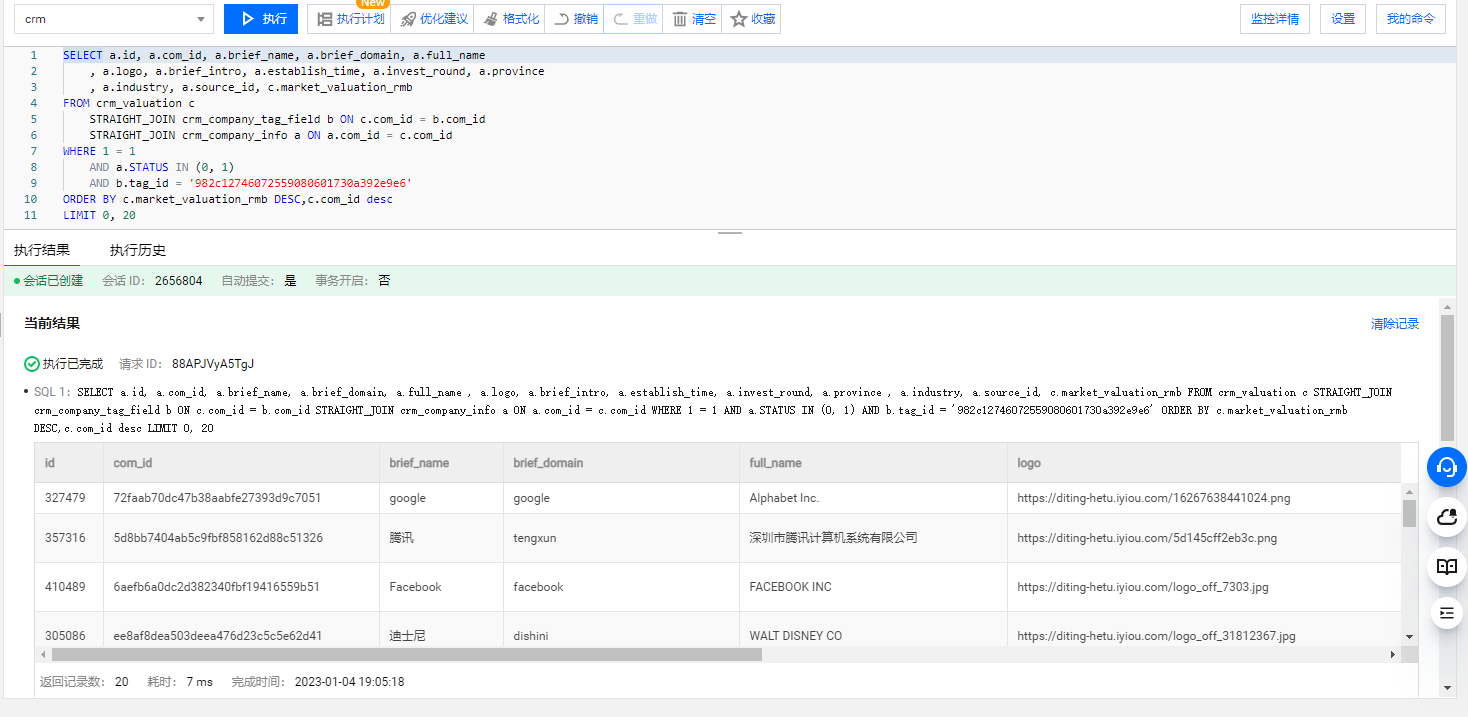 New
crm
执行
执行计划
优化建议
格式化
撤销
重做
清空
收藏
监控详情
设置
我的命令
1 SELECT a.id, a.com_id, a.brief_name, a.brief_domain, a.full_name
2 , a.logo, a.brief_intro, a.establish_time, a.invest_round, a.province
3 , a.industry, a.source_id, c.market_valuation_rmb
4 FROM crm_valuation c
5 STRAIGHT_JOIN crm_company_tag_field b ON c.com_id = b.com_id
6 STRAIGHT_JOIN crm_company_info a ON a.com_id = c.com_id
7 WHERE 1 = 1
8 AND a.STATUS IN (0, 1)
9 AND b.tag_id = '982c12746072559080601730a392e9e6'
10 ORDER BY c.market_valuation_rmb DESC,c.com_id desc
11 LIMIT 0, 20
执行结果 执行历史
会话已创建 会话 ID: 2656804 自动提交: 是 事务开启: 否
当前结果 清除记录
执行已完成 请求 ID: 88APJVyA5TgJ
SQL 1: SELECT a.id, a.com_id, a.brief_name, a.brief_domain, a.full_name , a.logo, a.brief_intro, a.establish_time, a.invest_round, a.province , a.industry, a.source_id, c.market_valuation_rmb FROM crm_valuation c STRAIGHT_JOIN
crm_company_tag_field b ON c.com_id = b.com_id STRAIGHT_JOIN crm_company_info a ON a.com_id = c.com_id WHERE 1 = 1 AND a.STATUS IN (0, 1) AND b.tag_id = '982c12746072559080601730a392e9e6' ORDER BY c.market_valuation_rmb
DESC,c.com_id desc LIMIT 0, 20
id com_id brief_name brief_domain full_name logo
327479 72faab70dc47b38aabfe27393d9c7051 google google Alphabet Inc. https://diting-hetu.iyiou.com/16267638441024.png
357316 5d8bb7404ab5c9fbf858162d88c51326 腾讯 tengxun 深圳市腾讯计算机系统有限公司 https://diting-hetu.iyiou.com/5d145cff2eb3c.png
410489 6aefb6a0dc2d382340fbf19416559b51 Facebook facebook FACEBOOK INC https://diting-hetu.iyiou.com/logo_off_7303.jpg
305086 ee8af8dea503deea476d23c5c5e62d41 迪士尼 dishini WALT DISNEY CO https://diting-hetu.iyiou.com/logo_off_31812367.jpg
返回记录数: 20 耗时: 7 ms 完成时间: 2023-01-04 19:05:18